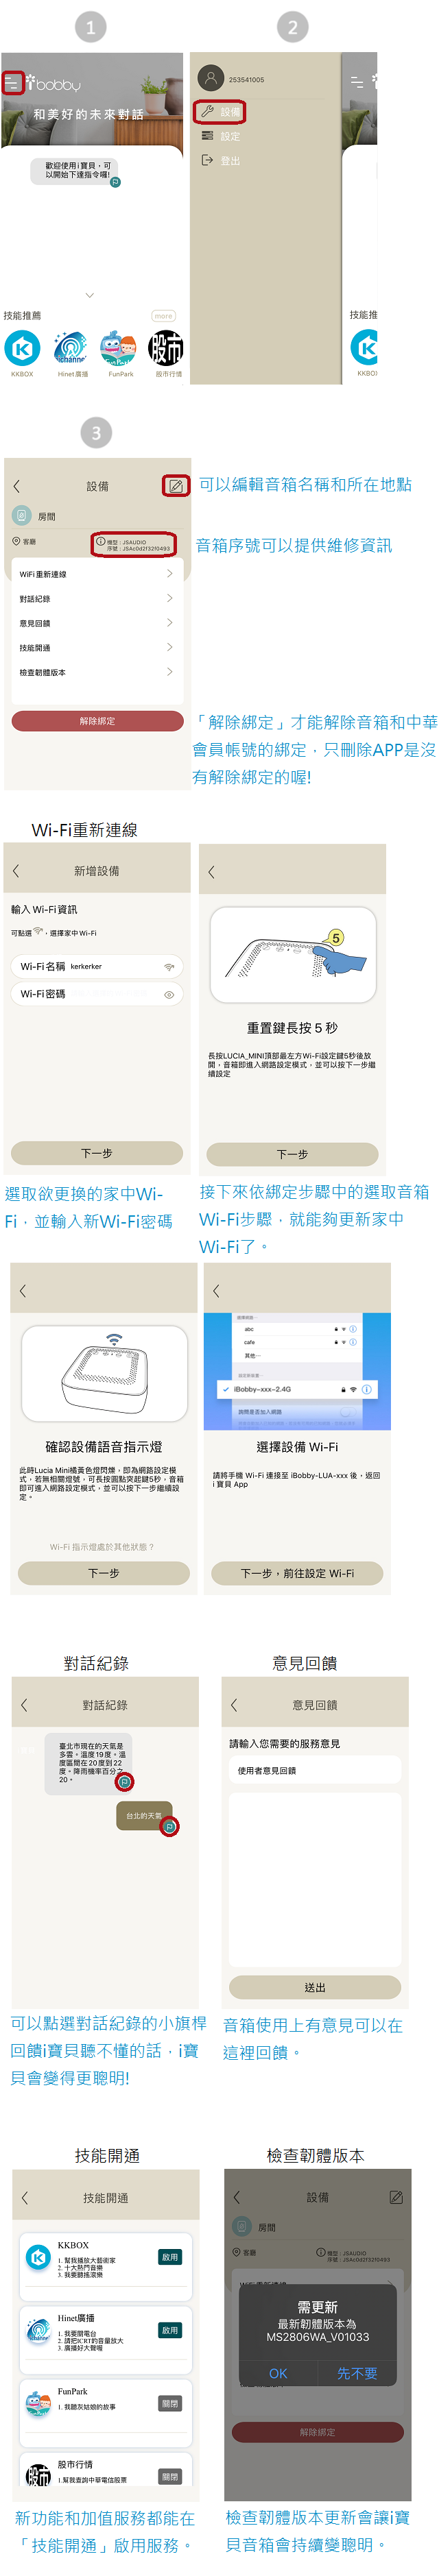 1
2
ibobby
和美好的未來對話
歡迎使用i寶貝，可
以開始下達指令囉!
技能推薦
more
KKBOX
Hinet廣播
FunPark
股市行情
253541005
設備
設定
登出
技能推
KKBO
3
設備
房間
客廳
機型：JSAUDIO
序號：JSAc0d2f3210493
WiFi 重新連線
對話紀錄
意見回饋
技能開通
檢查韌體版本
解除綁定
可以編輯音箱名稱和所在地點
音箱序號可以提供維修資訊
「解除綁定」才能解除音箱和中華
會員帳號的綁定，只刪除APP是沒
有解除綁定的喔!
Wi-Fi重新連線
新增設備
輸入 Wi-Fi 資訊
可點選，選擇家中 Wi-Fi
Wi-Fi 名稱 kerkerker
Wi-Fi 密碼
下一步
5
重置鍵長按 5 秒
長按LUCIA_MINI頂部最左方Wi-Fi設定鍵5秒後放
開，音箱即進入網路設定模式，並可以按下一步繼
續設定
下一步
選取欲更換的家中Wi-
Fi，並輸入新Wi-Fi密碼
接下來依綁定步驟中的選取音箱
Wi-Fi步驟，就能夠更新家中
Wi-Fi了。
確認設備語音指示燈
此時Lucia Mini橘黃色燈閃爍，即為網路設定模
式，若無相關燈號，可長按圓點突起鍵5秒，音箱
即可進入網路設定模式，並可以按下一步繼續設
定。
Wi-Fi 指示燈處於其他狀態？
下一步
abc
cafe
其他…
iBobby-xxx-2.4G
詢問是否加入網路
選擇設備 Wi-Fi
請將手機 Wi-Fi 連接至 iBobby-LUA-xxx 後，返回
i 寶貝 App
下一步，前往設定 Wi-Fi
對話紀錄
對話紀錄
臺北市現在的天氣是
多雲。溫度19度。溫
度區間在20度到22
度。降雨機率百分之
20。
台北的天氣
可以點選對話紀錄的小旗桿
回饋i寶貝聽不懂的話，i寶
貝會變得更聰明!
意見回饋
意見回饋
請輸入您需要的服務意見
使用者意見回饋
送出
音箱使用上有意見可以在
這裡回饋。
技能開通
技能開通
KKBOX
1. 幫我播放大藝術家
2. 十大熱門音樂
3. 我要聽搖滾樂
啟用
Hinet廣播
1. 我要聽電台
2. 請把ICRT的音量放大
3. 廣播好大聲喔
啟用
FunPark
1. 我聽灰姑娘的故事
關閉
股市行情
1.幫我查詢中華電信股票
關閉
新功能和加值服務都能在
「技能開通」啟用服務。
檢查韌體版本
設備
房間
客廳
機型：JSAUDIO
序號：JSAc0d2f3210493
需更新
最新韌體版本為
MS2806WA_V01033
OK
先不要
解除綁定
檢查韌體版本更新會讓i寶
貝音箱會持續變聰明。